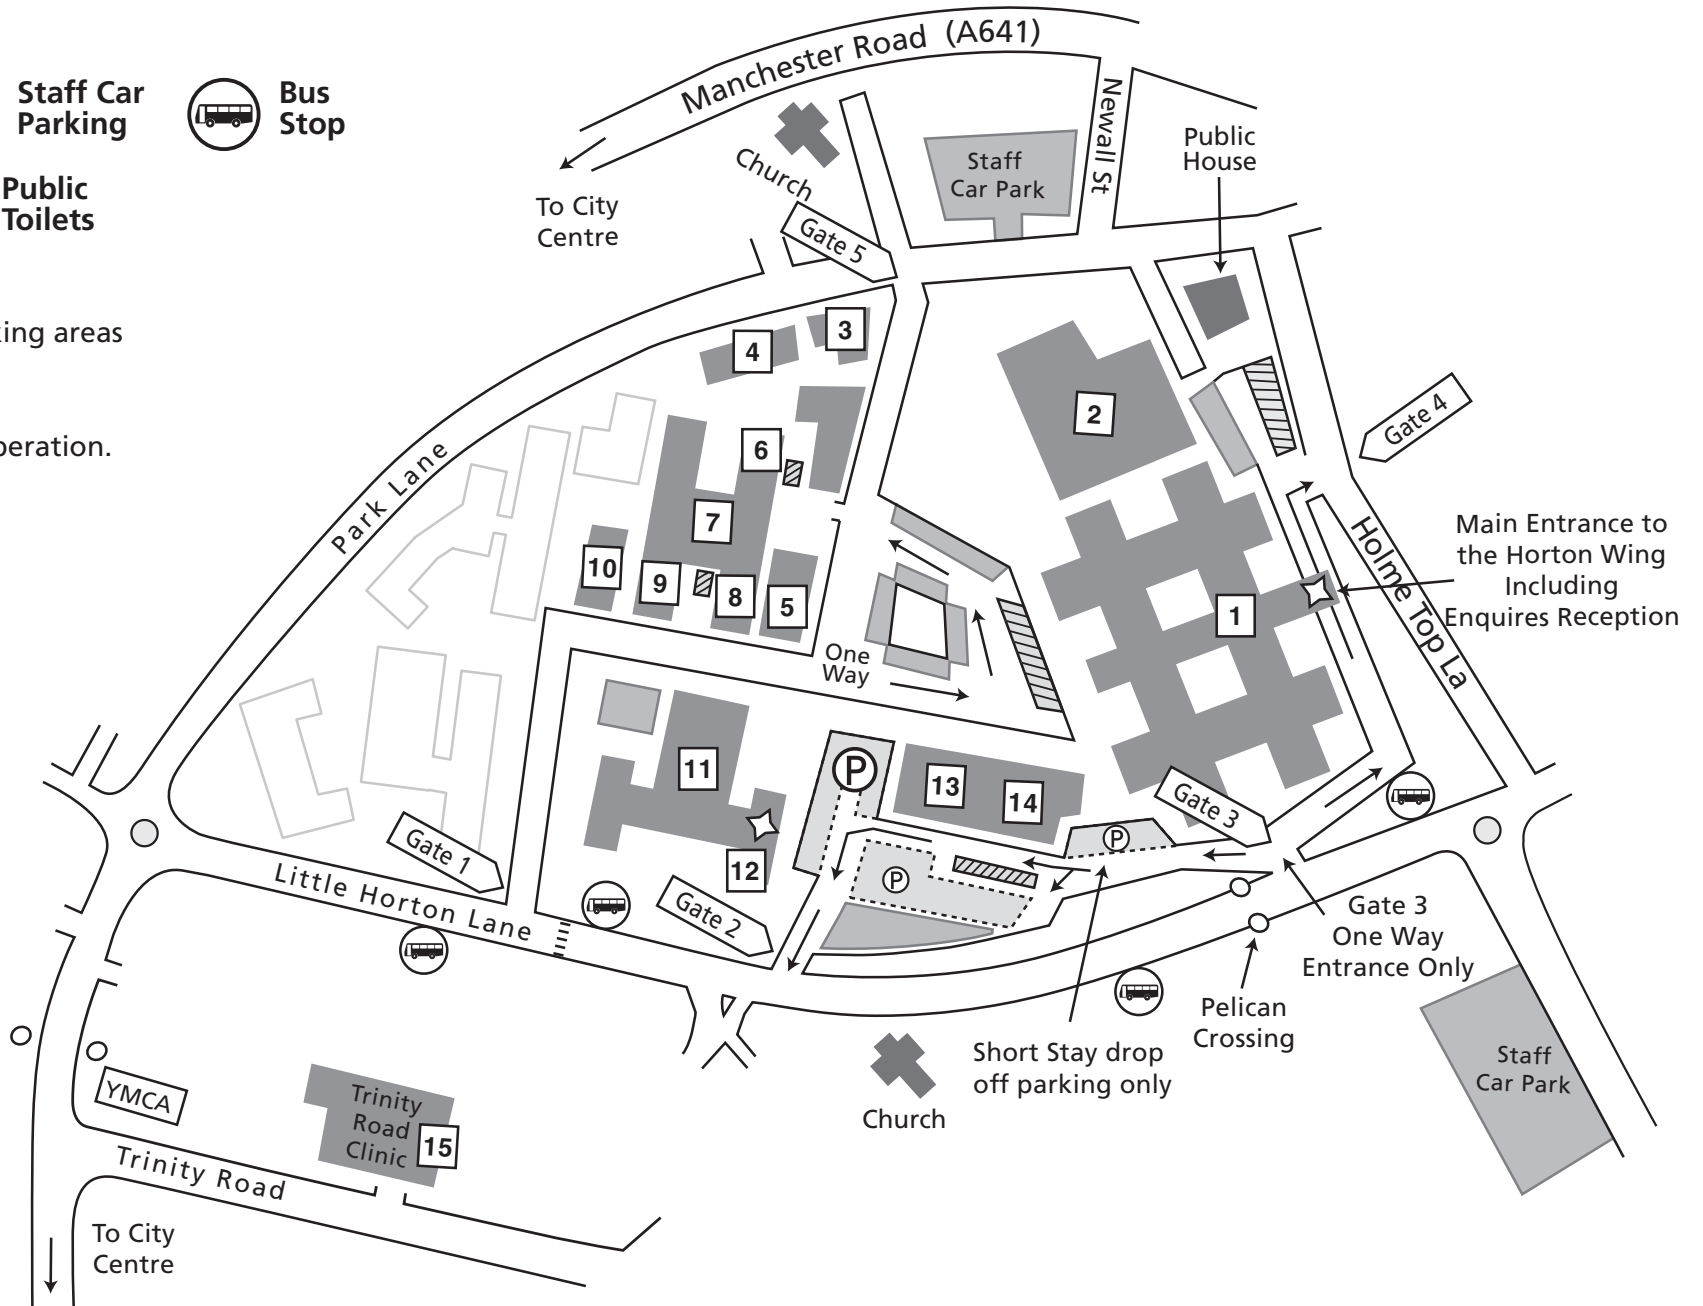 Staff Car
Parking
Bus
Stop
Public
Toilets
king areas
peration.
Manchester Road (A641)
To City
Centre
Church
Gate 5
Staff
Car Park
Newall St
Public
House
Gate 4
Park Lane
3
4
2
6
7
10
9
8
5
1
Main Entrance to
the Horton Wing
Including
Enquires Reception
Holme Top La
One
Way
11
P
13
14
Gate 3
P
12
P
Gate 1
Little Horton Lane
Gate 2
Gate 3
One Way
Entrance Only
Pelican
Crossing
Short Stay drop
off parking only
Church
Staff
Car Park
YMCA
Trinity
Road
Clinic
15
Trinity Road
To City
Centre